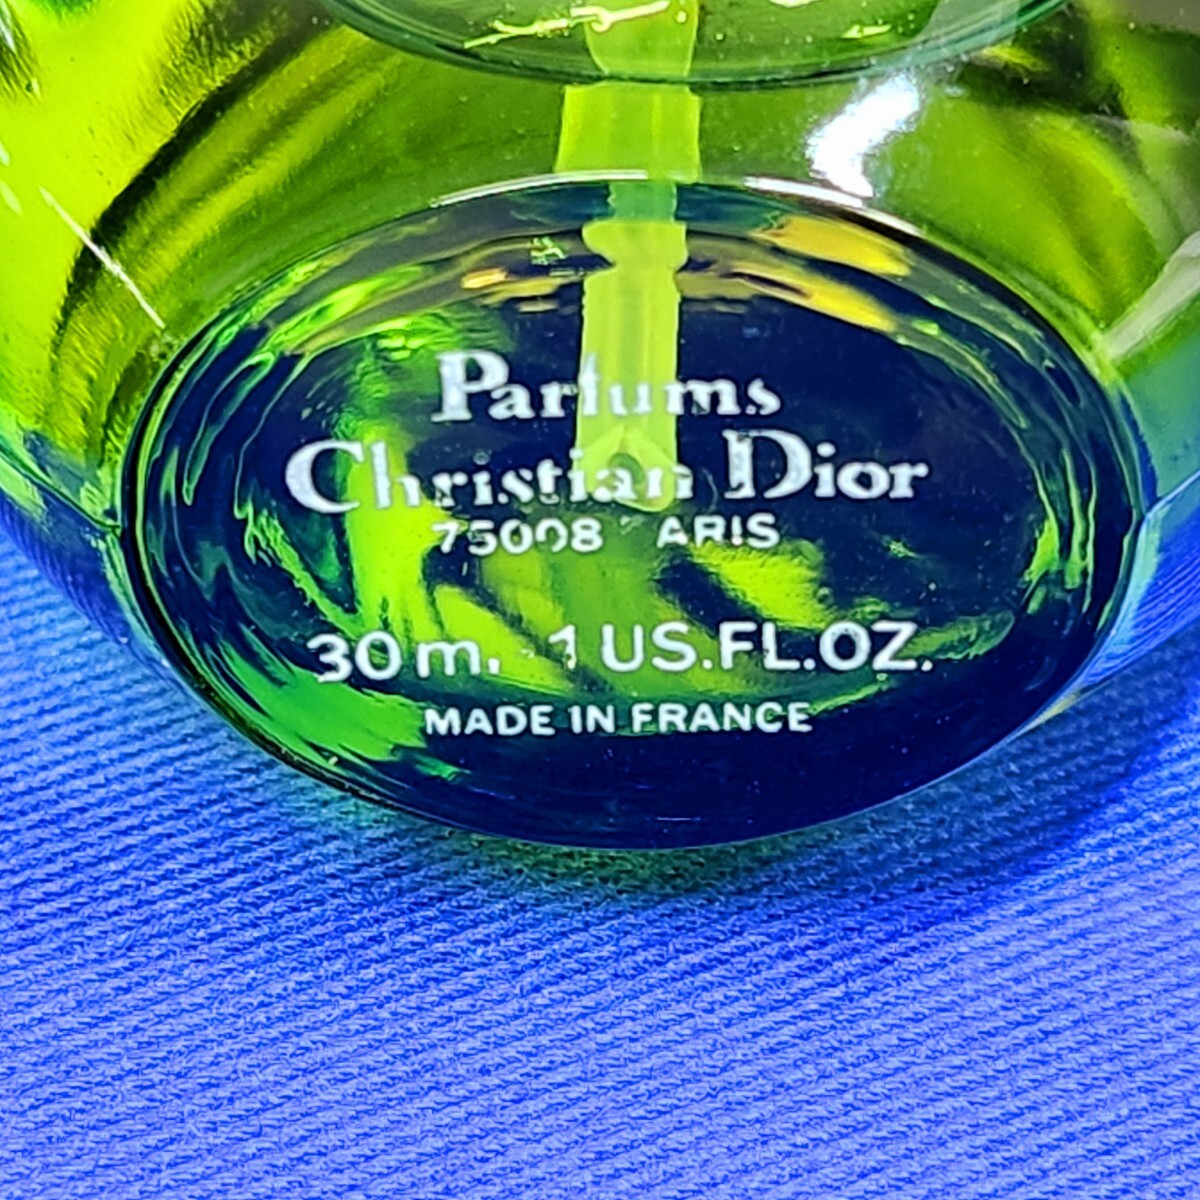 Parfums
Christian Dior
75008 ARIS
30 m. 1 US.FL.OZ.
MADE IN FRANCE